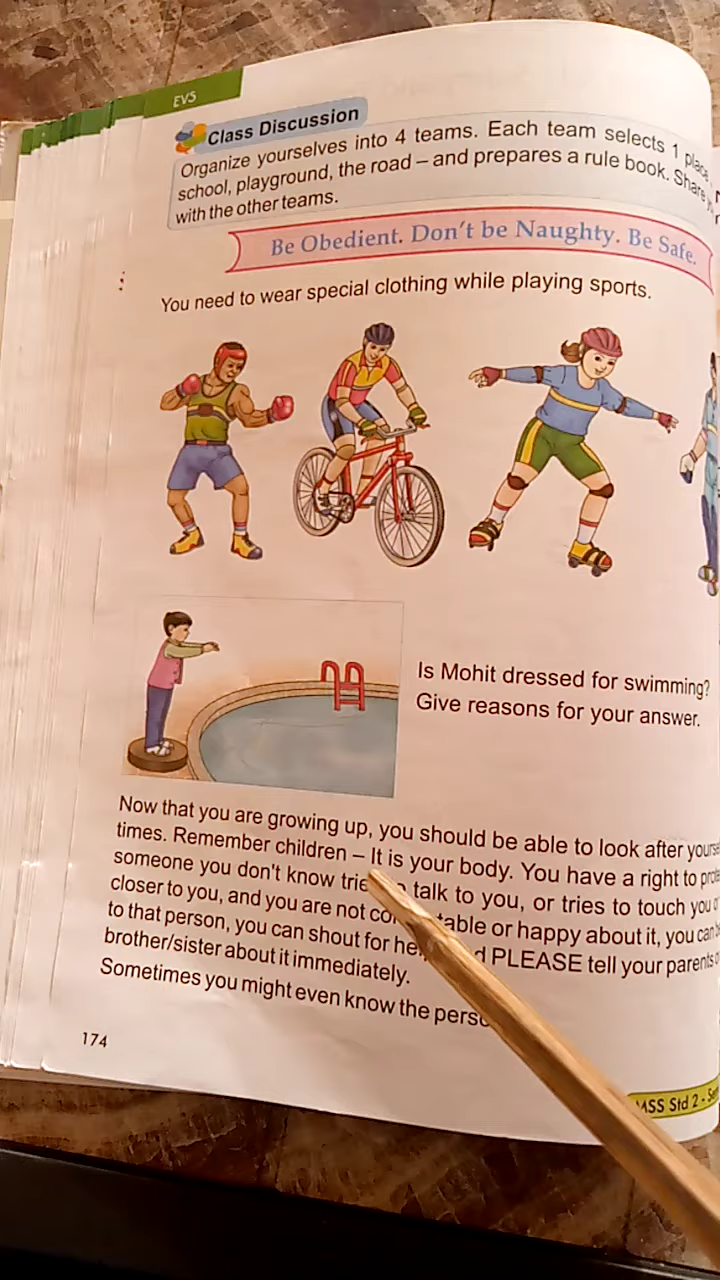 EVS
Class Discussion
Organize yourselves into 4 teams. Each team selects 1 place,
school, playground, the road – and prepares a rule book. Share
with the other teams.
Be Obedient. Don't be Naughty. Be Safe.
You need to wear special clothing while playing sports.
Is Mohit dressed for swimming?
Give reasons for your answer.
Now that you are growing up, you should be able to look after
times. Remember children – It is your body. You have a right to
someone you don't know talk to you, or tries to touch you
closer to you, and you are not or happy about it, you can
to that person, you can shout for PLEASE tell your parents
brother/sister about it immediately.
Sometimes you might even know the
174
MSS Std 2 -